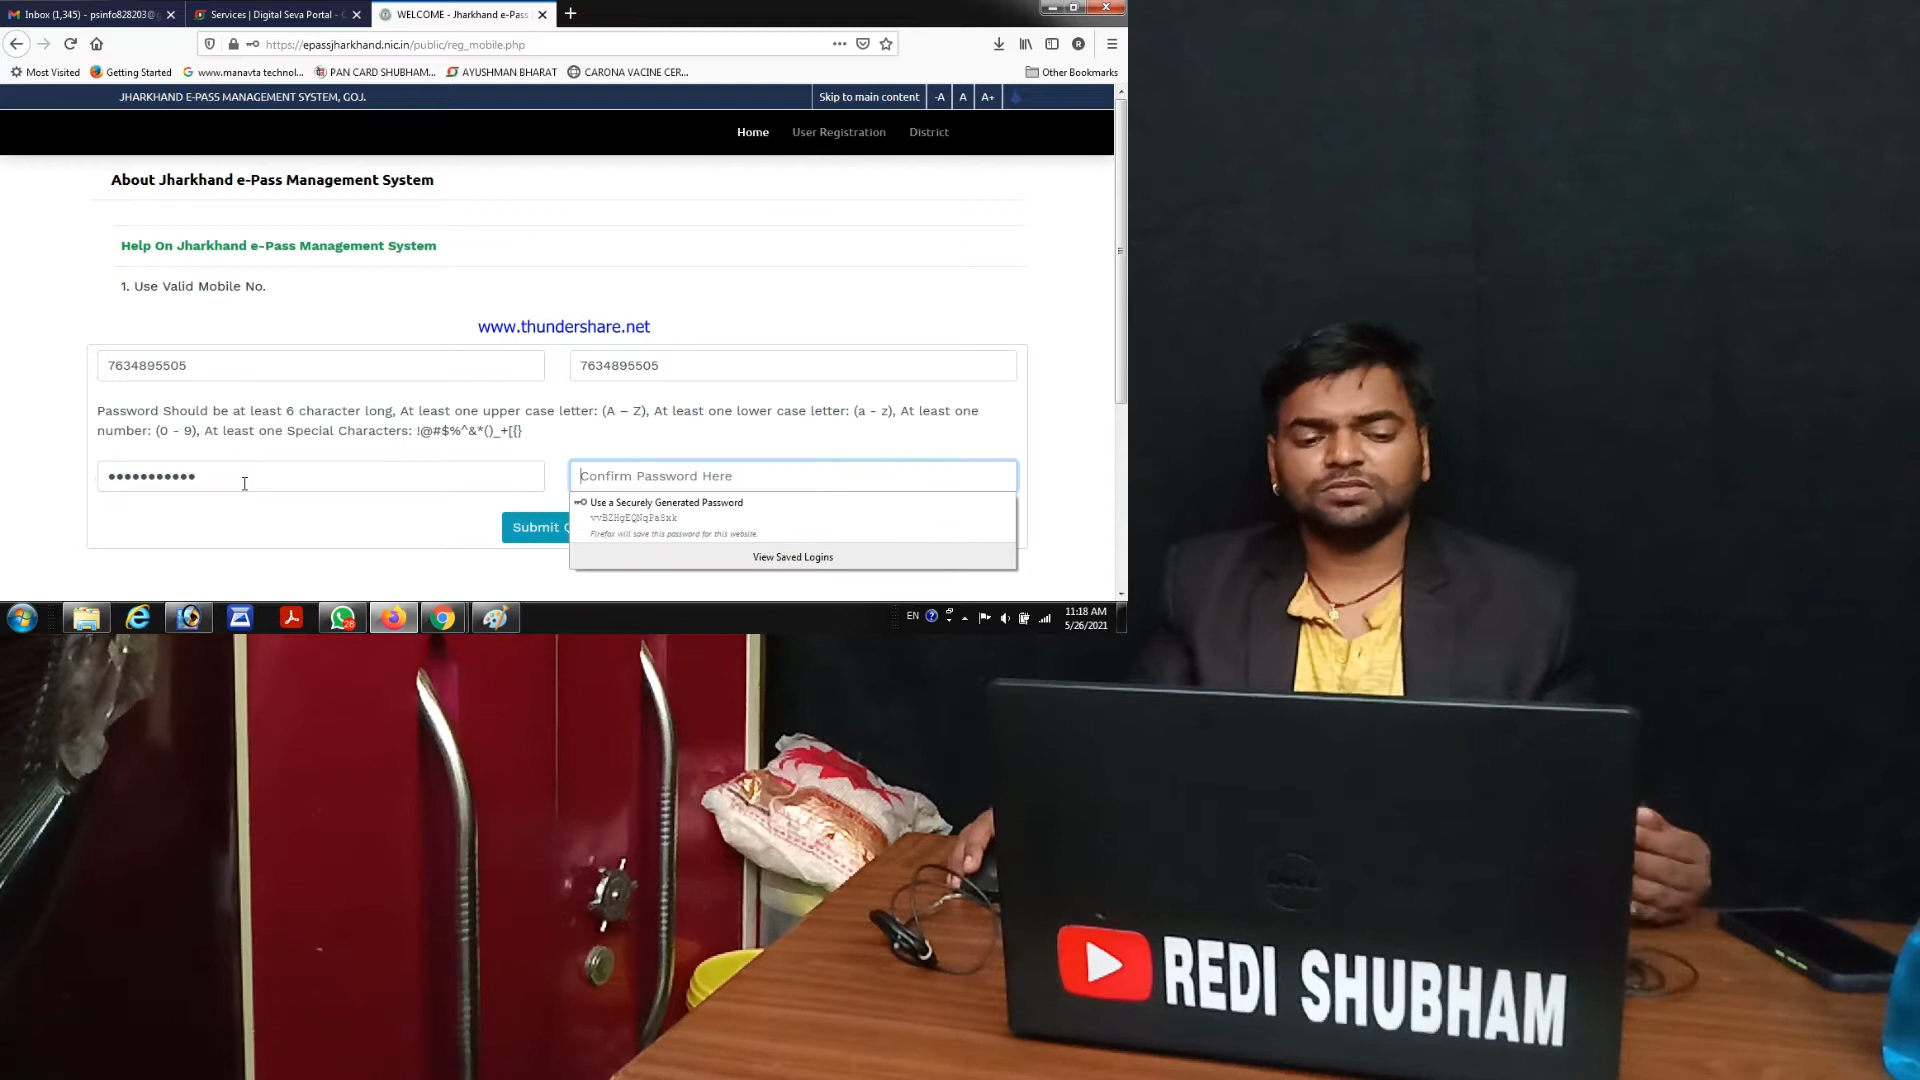 Inbox (1,345) - psinfo828203@g
Services | Digital Seva Portal - C
WELCOME - Jharkhand e-Pass
https://epassjharkhand.nic.in/public/reg_mobile.php
Most Visited
Getting Started
www.manavta technol...
PAN CARD SHUBHAM...
AYUSHMAN BHARAT
CARONA VACINE CER...
Other Bookmarks
JHARKHAND E-PASS MANAGEMENT SYSTEM, GOJ.
Skip to main content
-A
A
A+
Home
User Registration
District
About Jharkhand e-Pass Management System
Help On Jharkhand e-Pass Management System
1. Use Valid Mobile No.
www.thundershare.net
7634895505
7634895505
Password Should be at least 6 character long, At least one upper case letter: (A – Z), At least one lower case letter: (a - z), At least one
number: (0 - 9), At least one Special Characters: !@#$%^&*()_+[{}
Confirm Password Here
Use a Securely Generated Password
vvBZHgEQNqPa8xk
Firefox will save this password for this website.
Submit
View Saved Logins
26
EN
11:18 AM
5/26/2021
DELL
REDI SHUBHAM